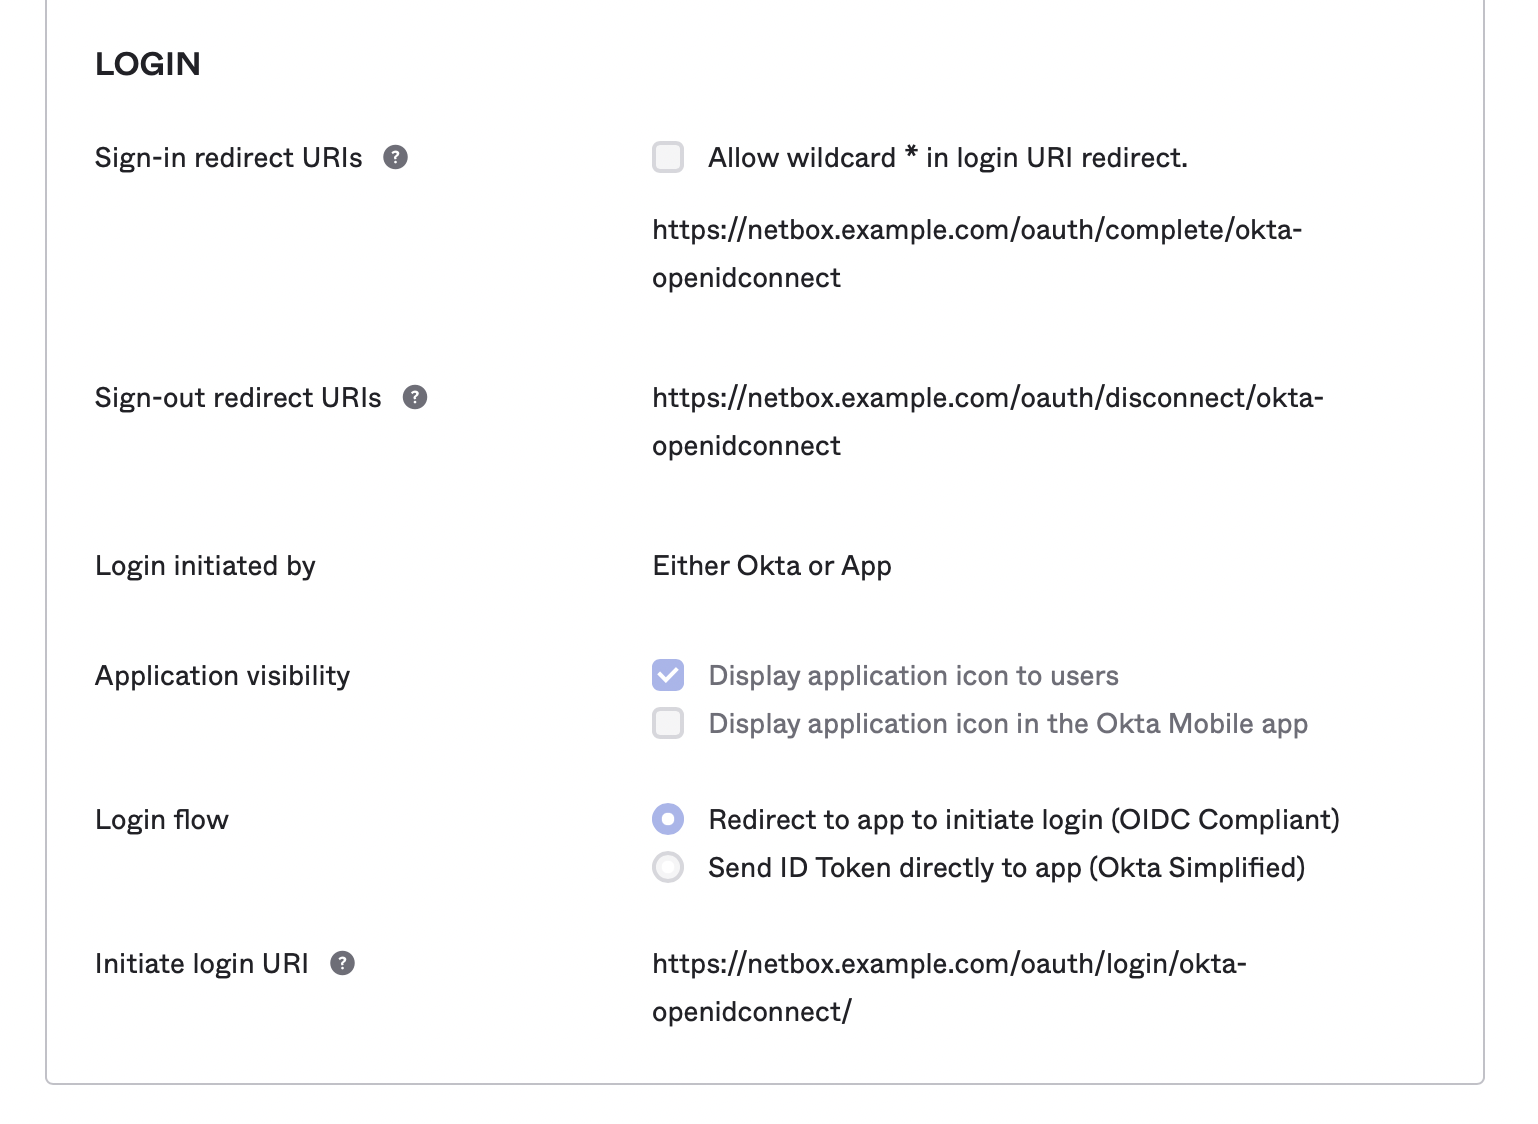 LOGIN
Sign-in redirect URIs ?
Allow wildcard * in login URI redirect.
https://netbox.example.com/oauth/complete/okta-
openidconnect
Sign-out redirect URIs ?
https://netbox.example.com/oauth/disconnect/okta-
openidconnect
Login initiated by
Either Okta or App
Application visibility
Display application icon to users
Display application icon in the Okta Mobile app
Login flow
Redirect to app to initiate login (OIDC Compliant)
Send ID Token directly to app (Okta Simplified)
Initiate login URI ?
https://netbox.example.com/oauth/login/okta-
openidconnect/